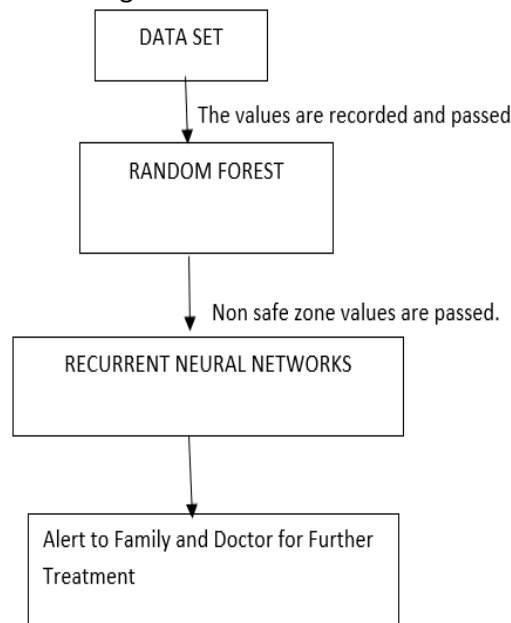 DATA SET
The values are recorded and passed
RANDOM FOREST
Non safe zone values are passed.
RECURRENT NEURAL NETWORKS
Alert to Family and Doctor for Further
Treatment